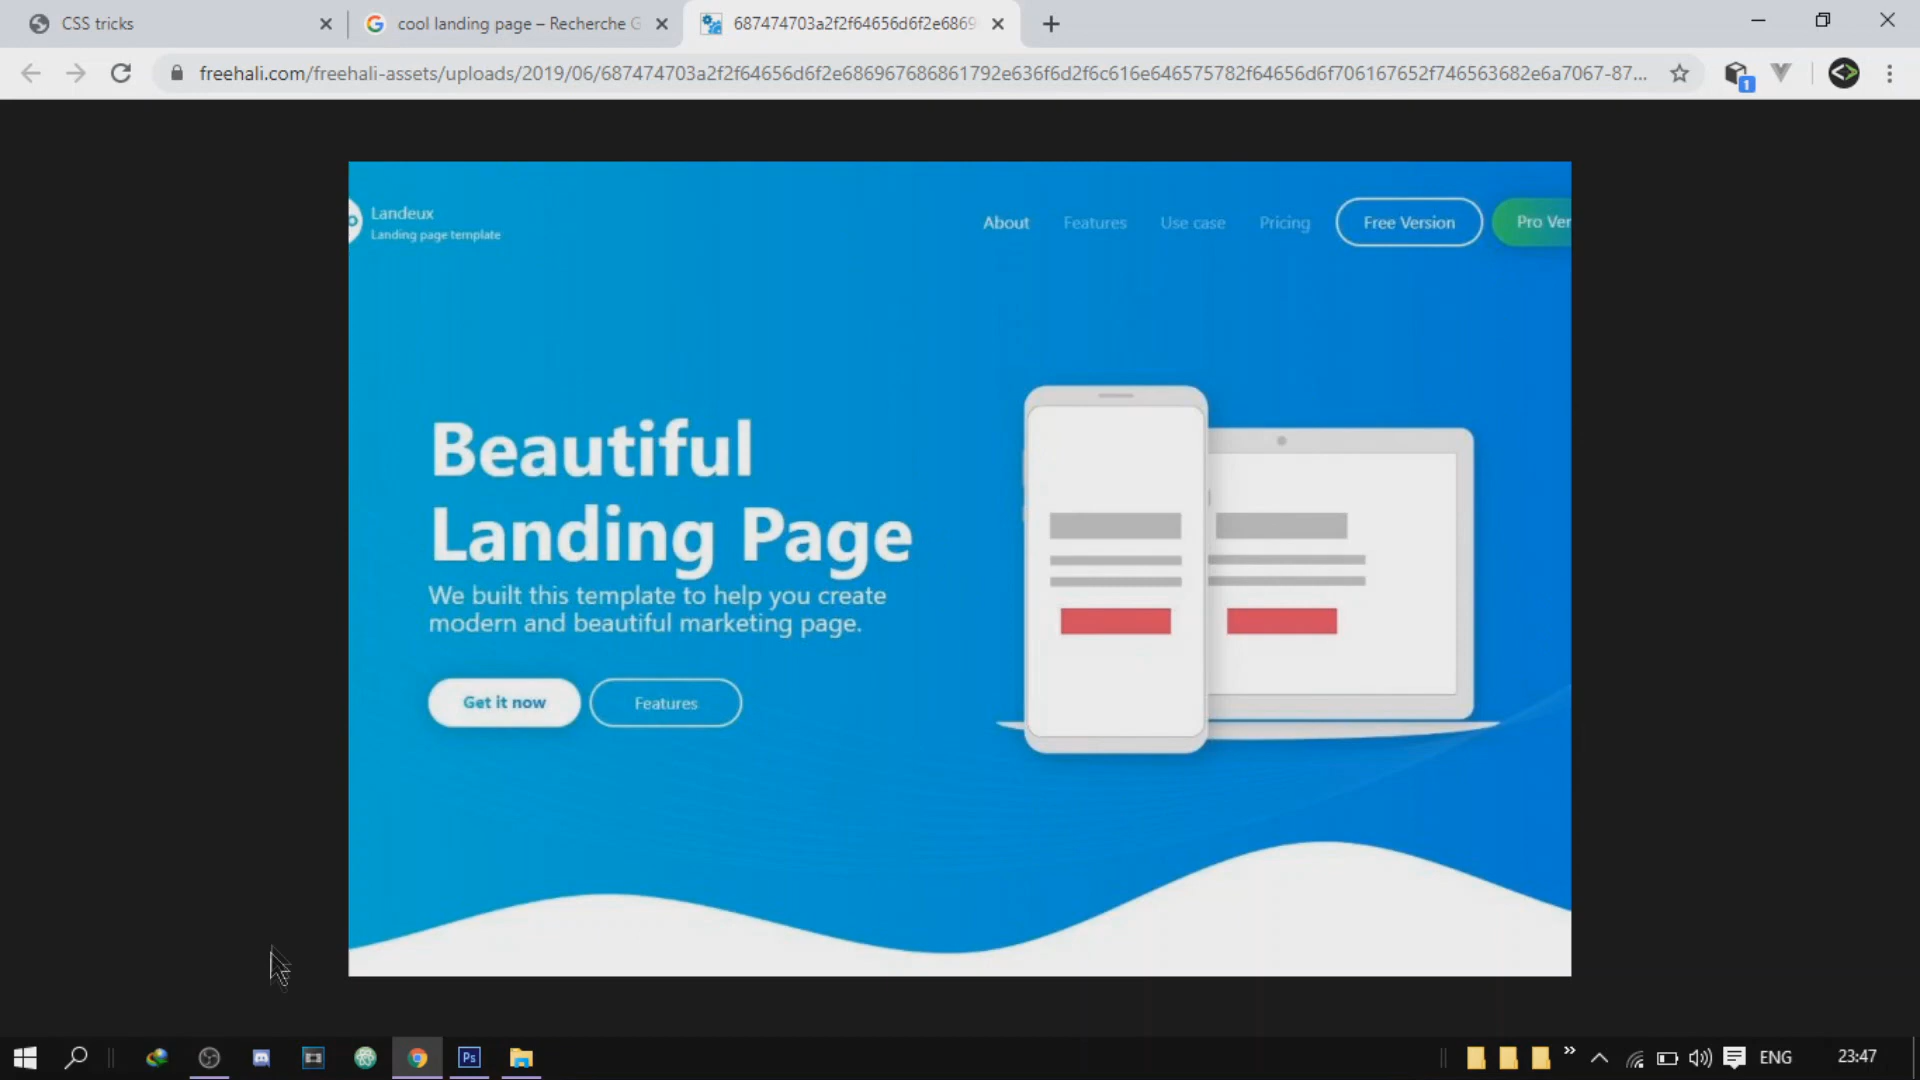 CSS tricks
cool landing page – Recherche G
687474703a2f2f64656d6f2e6869
freehali.com/freehali-assets/uploads/2019/06/687474703a2f2f64656d6f2e686967686861792e636f6d2f6c616e646575782f64656d6f706167652f746563682e6a7067-87...
1
Landeux
Landing page template
About
Features
Use case
Pricing
Free Version
Pro Ver
Beautiful
Landing Page
We built this template to help you create
modern and beautiful marketing page.
Get it now
Features
Ps
ENG
23:47